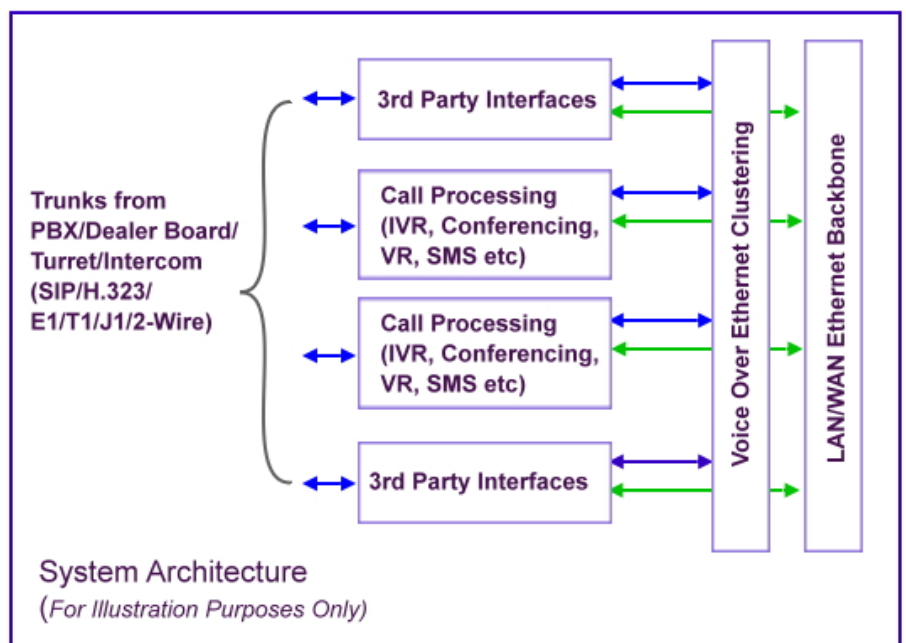 Trunks from
PBX/Dealer Board/
Turret/Intercom
(SIP/H.323/
E1/T1/J1/2-Wire)
3rd Party Interfaces
Call Processing
(IVR, Conferencing,
VR, SMS etc)
Call Processing
(IVR, Conferencing,
VR, SMS etc)
3rd Party Interfaces
Voice Over Ethernet Clustering
LAN/WAN Ethernet Backbone
System Architecture
(For Illustration Purposes Only)